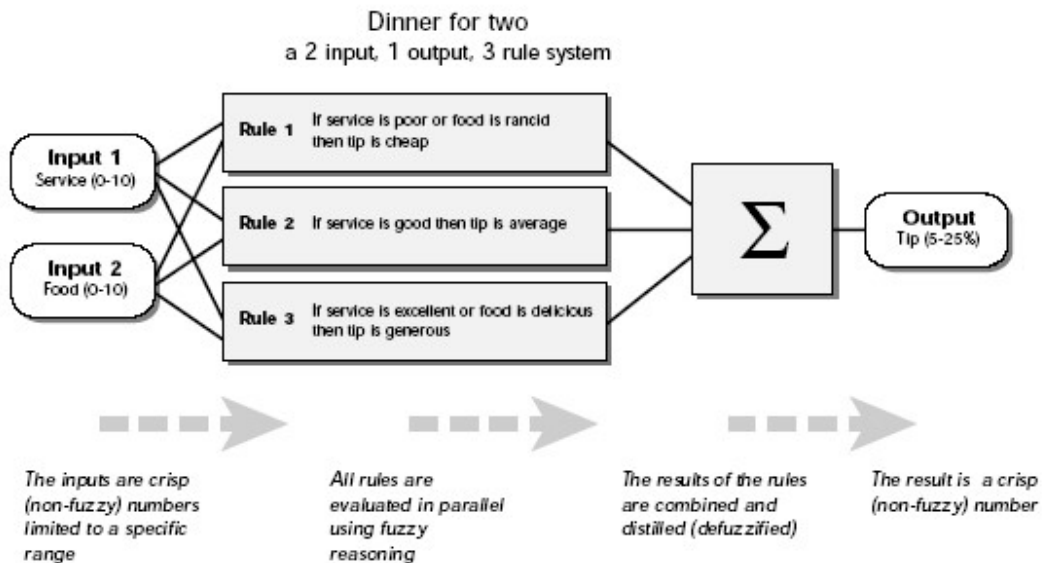 Dinner for two
a 2 input, 1 output, 3 rule system
Input 1
Service (0-10)
Input 2
Food (0-10)
Rule 1 If service is poor or food is rancid
then tip is cheap
Rule 2 If service is good then tip is average
Rule 3 If service is excellent or food is delicious
then tip is generous
Σ
Output
Tip (5-25%)
The inputs are crisp
(non-fuzzy) numbers
limited to a specific
range
All rules are
evaluated in parallel
using fuzzy
reasoning
The results of the rules
are combined and
distilled (defuzzified)
The result is a crisp
(non-fuzzy) number